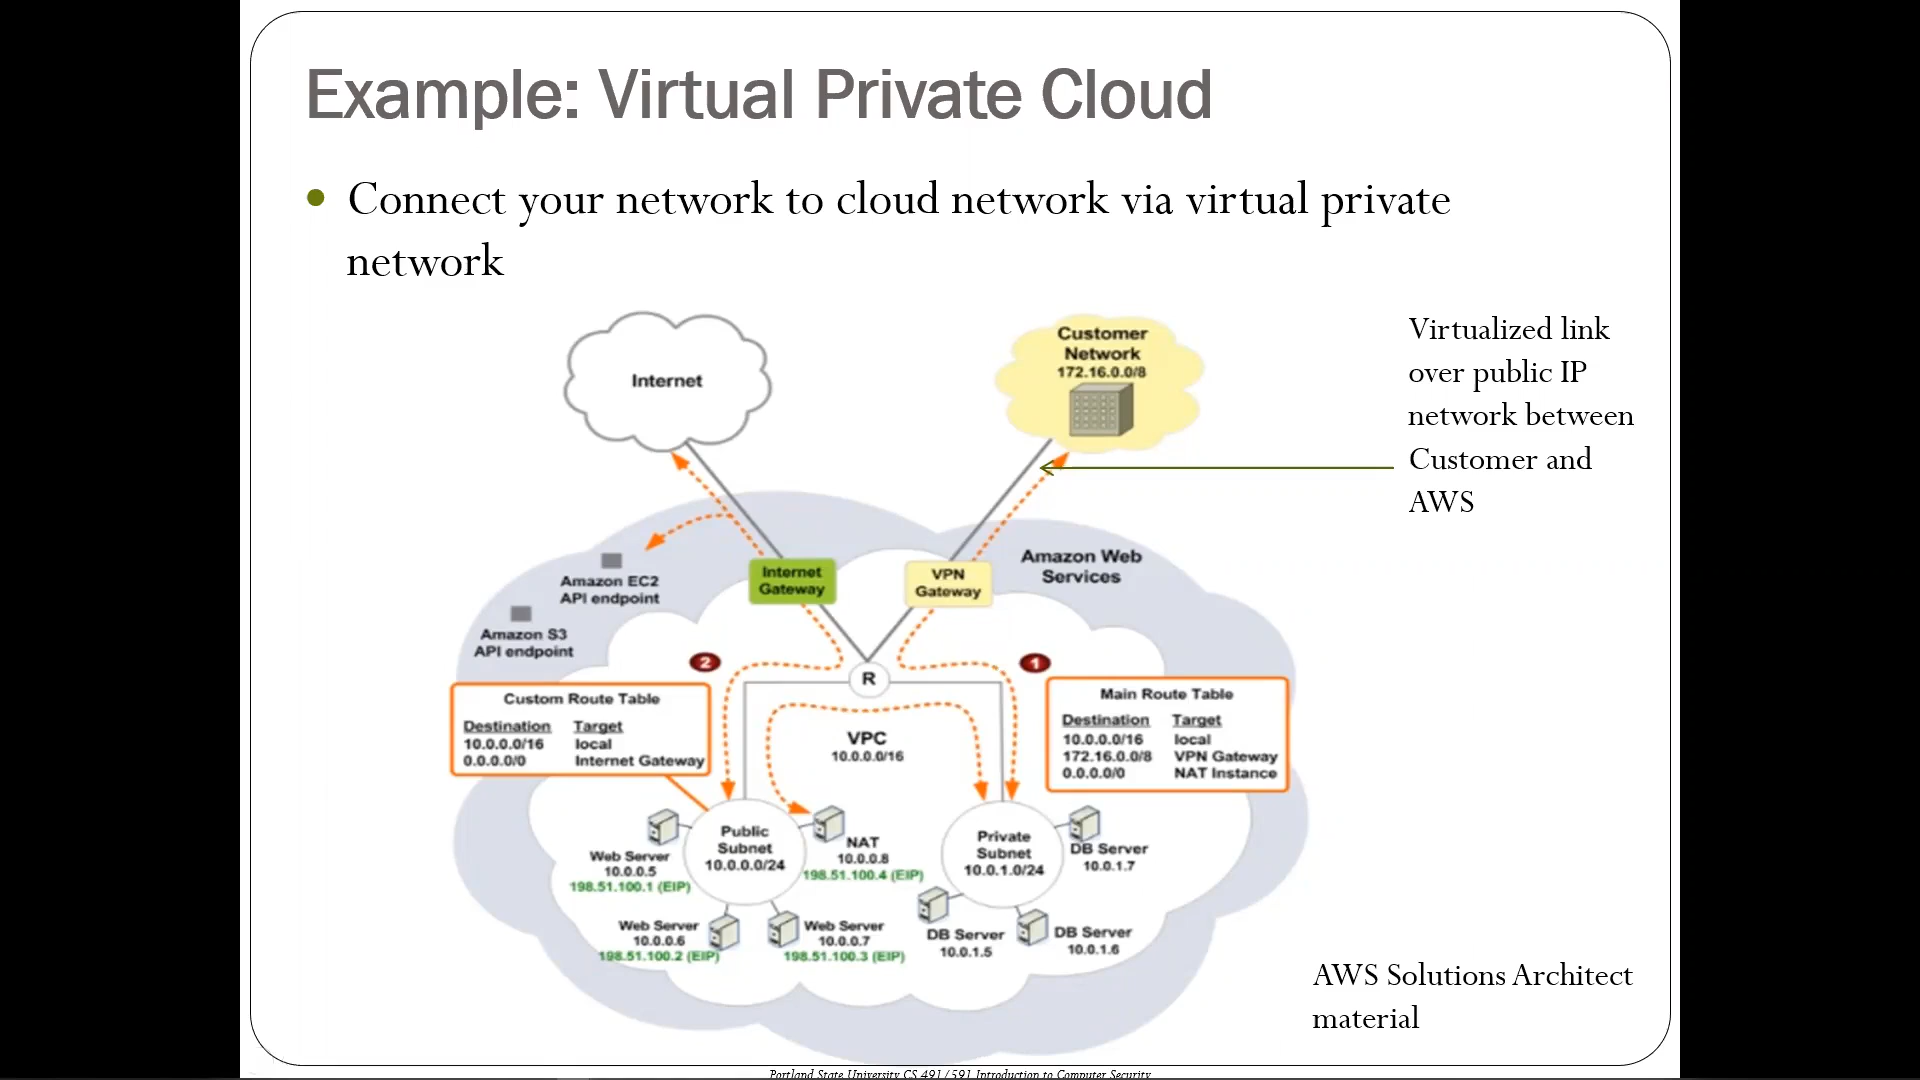 Example: Virtual Private Cloud
Connect your network to cloud network via virtual private
network
Internet
Customer
Network
172.16.0.0/8
Virtualized link
over public IP
network between
Customer and
AWS
Amazon Web
Services
Internet
Gateway
VPN
Gateway
Amazon EC2
API endpoint
Amazon S3
API endpoint
2
R
1
Custom Route Table
Destination Target
10.0.0.0/16 local
0.0.0.0/0 Internet Gateway
VPC
10.0.0.0/16
Main Route Table
Destination Target
10.0.0.0/16 local
172.16.0.0/8 VPN Gateway
0.0.0.0/0 NAT Instance
Public
Subnet
10.0.0.0/24
Web Server
10.0.0.5
198.51.100.1 (EIP)
NAT
10.0.0.8
198.51.100.4 (EIP)
Web Server
10.0.0.6
198.51.100.2 (EIP)
Web Server
10.0.0.7
198.51.100.3 (EIP)
Private
Subnet
10.0.1.0/24
DB Server
10.0.1.7
DB Server
10.0.1.5
DB Server
10.0.1.6
AWS Solutions Architect
material
Portland State University CS 491/591 Introduction to Computer Security